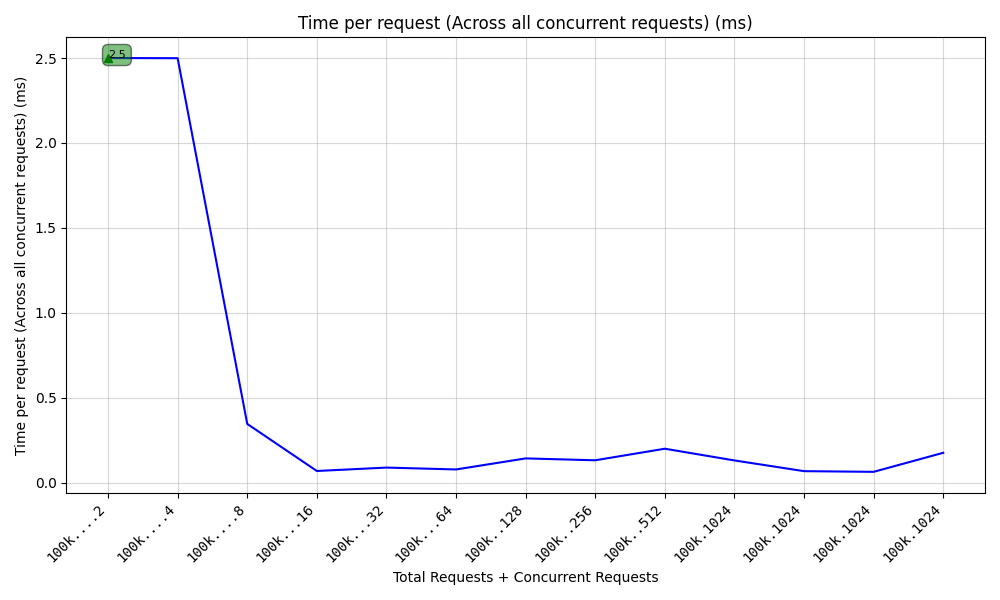 Time per request (Across all concurrent requests) (ms)
2.5
2.5
2.0
1.5
1.0
0.5
0.0
Time per request (Across all concurrent requests) (ms)
100k....2
100k....4
100k....8
100k...16
100k...32
100k...64
100k..128
100k..256
100k..512
100k.1024
100k.1024
100k.1024
100k.1024
Total Requests + Concurrent Requests